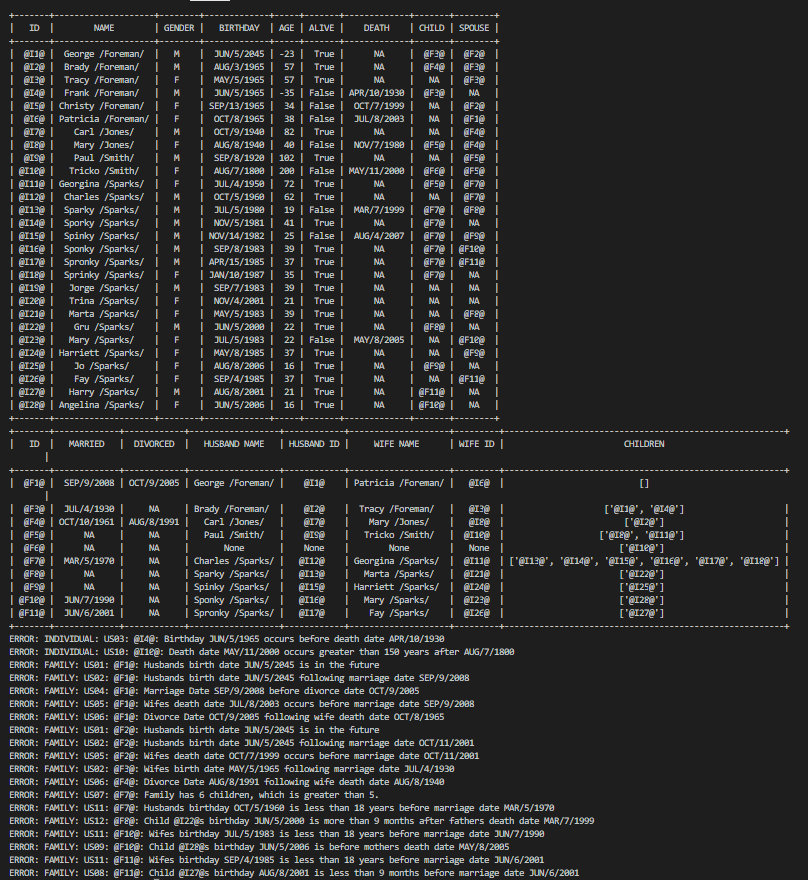 | ID | NAME | GENDER | BIRTHDAY | AGE | ALIVE | DEATH | CHILD | SPOUSE |
| @I1@ | George /Foreman/ | M | JUN/5/2045 | -23 | True | NA | @F3@ | @F2@ |
| @I2@ | Brady /Foreman/ | M | AUG/3/1965 | 57 | True | NA | @F4@ | @F3@ |
| @I3@ | Tracy /Foreman/ | F | MAY/5/1965 | 57 | True | NA | NA | @F3@ |
| @I4@ | Frank /Foreman/ | M | JUN/5/1965 | -35 | False | APR/10/1930 | @F3@ | NA |
| @I5@ | Christy /Foreman/ | F | SEP/13/1965 | 34 | False | OCT/7/1999 | NA | @F2@ |
| @I6@ | Patricia /Foreman/ | F | OCT/8/1965 | 38 | False | JUL/8/2003 | NA | @F1@ |
| @I7@ | Carl /Jones/ | M | OCT/9/1940 | 82 | True | NA | NA | @F4@ |
| @I8@ | Mary /Jones/ | F | AUG/8/1940 | 40 | False | NOV/7/1980 | @F5@ | @F4@ |
| @I9@ | Paul /Smith/ | M | SEP/8/1920 | 102 | True | NA | NA | @F5@ |
| @I10@ | Tricko /Smith/ | F | AUG/7/1800 | 200 | False | MAY/11/2000 | @F6@ | @F5@ |
| @I11@ | Georgina /Sparks/ | F | JUL/4/1950 | 72 | True | NA | @F5@ | @F7@ |
| @I12@ | Charles /Sparks/ | M | OCT/5/1960 | 62 | True | NA | NA | @F7@ |
| @I13@ | Sparky /Sparks/ | M | JUL/5/1980 | 19 | False | MAR/7/1999 | @F7@ | @F8@ |
| @I14@ | Sporky /Sparks/ | M | NOV/5/1981 | 41 | True | NA | @F7@ | NA |
| @I15@ | Spinky /Sparks/ | M | NOV/14/1982 | 25 | False | AUG/4/2007 | @F7@ | @F9@ |
| @I16@ | Sponky /Sparks/ | M | SEP/8/1983 | 39 | True | NA | @F7@ | @F10@ |
| @I17@ | Spronky /Sparks/ | M | APR/15/1985 | 37 | True | NA | @F7@ | @F11@ |
| @I18@ | Sprinky /Sparks/ | F | JAN/10/1987 | 35 | True | NA | @F7@ | NA |
| @I19@ | Jorge /Sparks/ | M | SEP/7/1983 | 39 | True | NA | NA | NA |
| @I20@ | Trina /Sparks/ | F | NOV/4/2001 | 21 | True | NA | NA | NA |
| @I21@ | Marta /Sparks/ | F | MAY/5/1983 | 39 | True | NA | NA | @F8@ |
| @I22@ | Gru /Sparks/ | M | JUN/5/2000 | 22 | True | NA | @F8@ | NA |
| @I23@ | Mary /Sparks/ | F | JUL/5/1983 | 22 | False | MAY/8/2005 | NA | @F10@ |
| @I24@ | Harriett /Sparks/ | F | MAY/8/1985 | 37 | True | NA | NA | @F9@ |
| @I25@ | Jo /Sparks/ | F | AUG/8/2006 | 16 | True | NA | @F9@ | NA |
| @I26@ | Fay /Sparks/ | F | SEP/4/1985 | 37 | True | NA | NA | @F11@ |
| @I27@ | Harry /Sparks/ | M | AUG/8/2001 | 21 | True | NA | @F11@ | NA |
| @I28@ | Angelina /Sparks/ | F | JUN/5/2006 | 16 | True | NA | @F10@ | NA |
| ID | MARRIED | DIVORCED | HUSBAND NAME | HUSBAND ID | WIFE NAME | WIFE ID | CHILDREN |
| @F1@ | SEP/9/2008 | OCT/9/2005 | George /Foreman/ | @I1@ | Patricia /Foreman/ | @I6@ | [] |
| @F3@ | JUL/4/1930 | NA | Brady /Foreman/ | @I2@ | Tracy /Foreman/ | @I3@ | ['@I1@', '@I4@'] |
| @F4@ | OCT/10/1961 | AUG/8/1991 | Carl /Jones/ | @I7@ | Mary /Jones/ | @I8@ | ['@I2@'] |
| @F5@ | NA | NA | Paul /Smith/ | @I9@ | Tricko /Smith/ | @I10@ | ['@I8@', '@I11@'] |
| @F6@ | NA | NA | None | None | None | None | ['@I10@'] |
| @F7@ | MAR/5/1970 | NA | Charles /Sparks/ | @I12@ | Georgina /Sparks/ | @I11@ | ['@I13@', '@I14@', '@I15@', '@I16@', '@I17@', '@I18@'] |
| @F8@ | NA | NA | Sparky /Sparks/ | @I13@ | Marta /Sparks/ | @I21@ | ['@I22@'] |
| @F9@ | NA | NA | Spinky /Sparks/ | @I15@ | Harriett /Sparks/ | @I24@ | ['@I25@'] |
| @F10@ | JUN/7/1990 | NA | Sponky /Sparks/ | @I16@ | Mary /Sparks/ | @I23@ | ['@I28@'] |
| @F11@ | JUN/6/2001 | NA | Spronky /Sparks/ | @I17@ | Fay /Sparks/ | @I26@ | ['@I27@'] |
ERROR: INDIVIDUAL: US03: @I4@: Birthday JUN/5/1965 occurs before death date APR/10/1930
ERROR: INDIVIDUAL: US10: @I10@: Death date MAY/11/2000 occurs greater than 150 years after AUG/7/1800
ERROR: FAMILY: US01: @F1@: Husbands birth date JUN/5/2045 is in the future
ERROR: FAMILY: US02: @F1@: Husbands birth date JUN/5/2045 following marriage date SEP/9/2008
ERROR: FAMILY: US04: @F1@: Marriage Date SEP/9/2008 before divorce date OCT/9/2005
ERROR: FAMILY: US05: @F1@: Wifes death date JUL/8/2003 occurs before marriage date SEP/9/2008
ERROR: FAMILY: US06: @F1@: Divorce Date OCT/9/2005 following wife death date OCT/8/1965
ERROR: FAMILY: US01: @F2@: Husbands birth date JUN/5/2045 is in the future
ERROR: FAMILY: US02: @F2@: Husbands birth date JUN/5/2045 following marriage date OCT/11/2001
ERROR: FAMILY: US05: @F2@: Wifes death date OCT/7/1999 occurs before marriage date OCT/11/2001
ERROR: FAMILY: US02: @F3@: Wifes birth date MAY/5/1965 following marriage date JUL/4/1930
ERROR: FAMILY: US06: @F4@: Divorce Date AUG/8/1991 following wife death date AUG/8/1940
ERROR: FAMILY: US07: @F7@: Family has 6 children, which is greater than 5.
ERROR: FAMILY: US11: @F7@: Husbands birthday OCT/5/1960 is less than 18 years before marriage date MAR/5/1970
ERROR: FAMILY: US12: @F8@: Child @I22@s birthday JUN/5/2000 is more than 9 months after fathers death date MAR/7/1999
ERROR: FAMILY: US11: @F10@: Wifes birthday JUL/5/1983 is less than 18 years before marriage date JUN/7/1990
ERROR: FAMILY: US09: @F10@: Child @I28@s birthday JUN/5/2006 is before mothers death date MAY/8/2005
ERROR: FAMILY: US11: @F11@: Wifes birthday SEP/4/1985 is less than 18 years before marriage date JUN/6/2001
ERROR: FAMILY: US08: @F11@: Child @I27@s birthday AUG/8/2001 is less than 9 months before marriage date JUN/6/2001